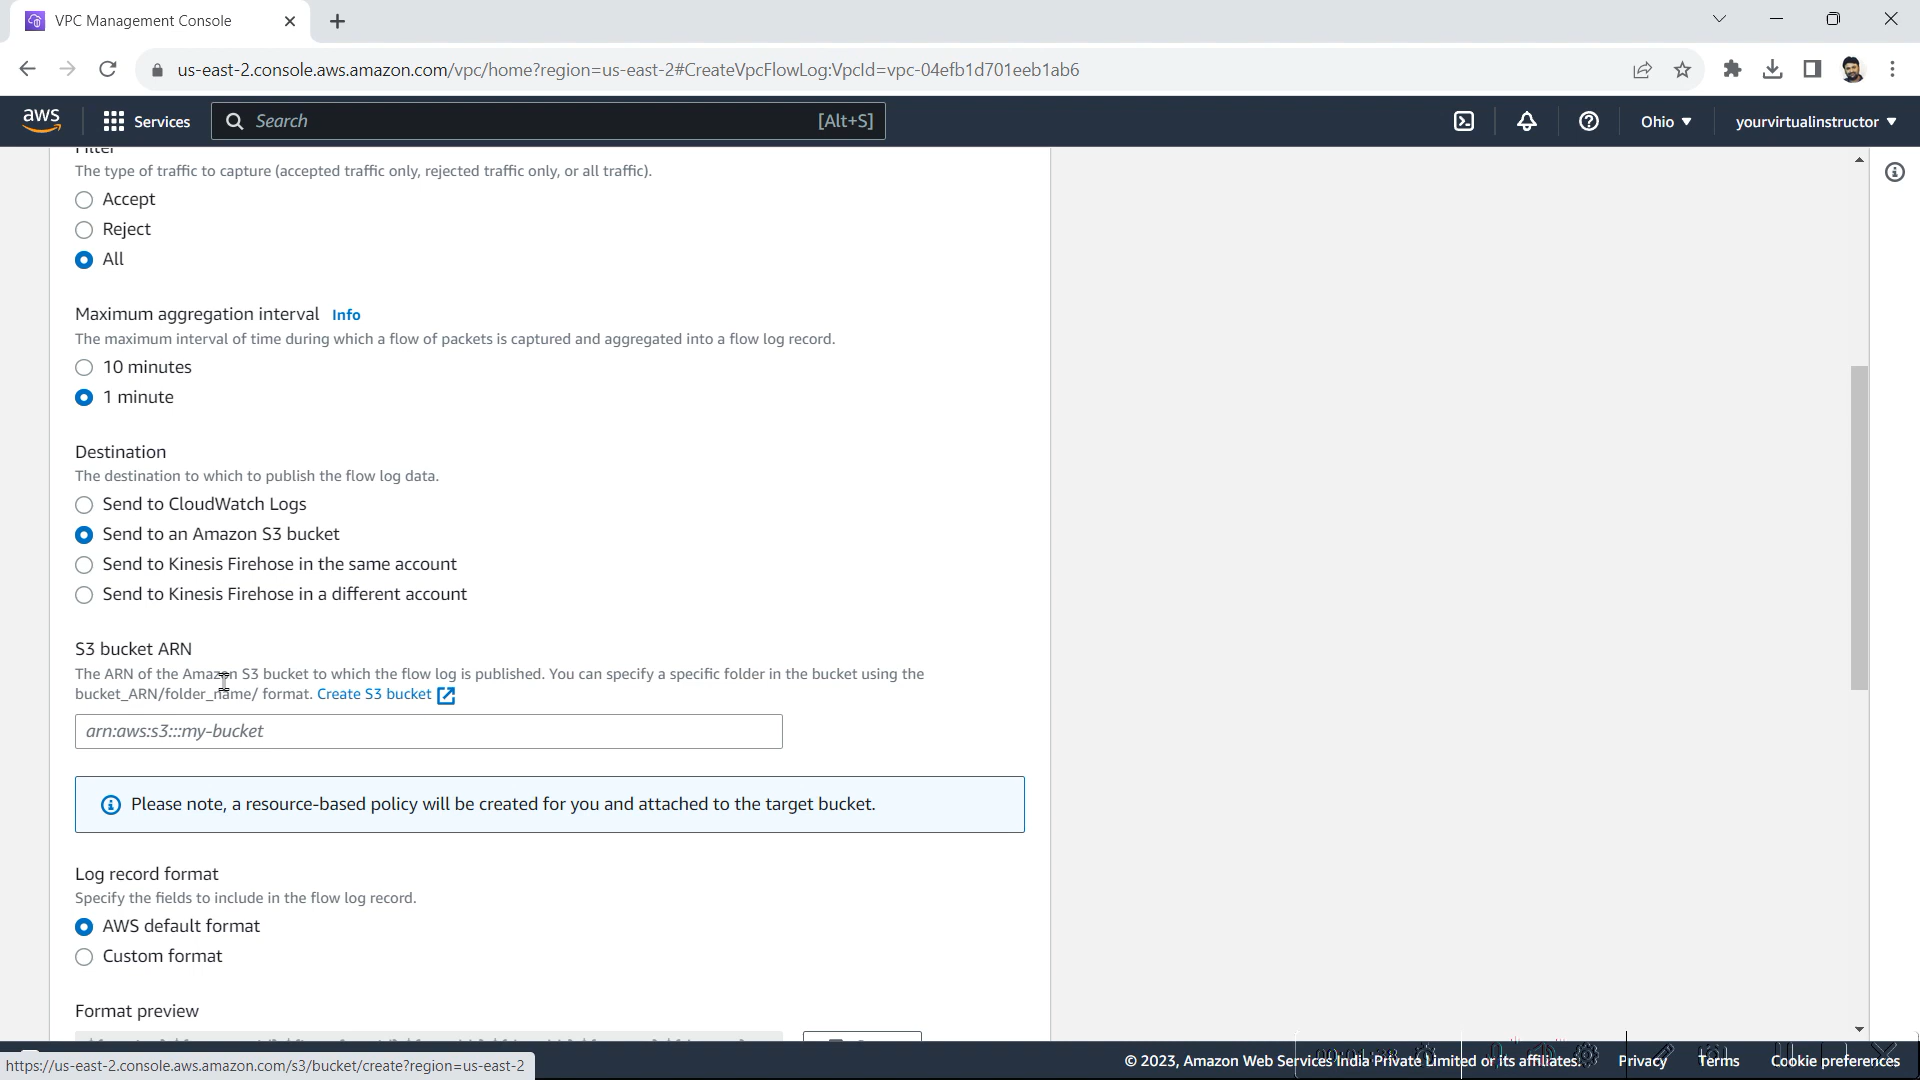 VPC Management Console
us-east-2.console.aws.amazon.com/vpc/home?region=us-east-2#CreateVpcFlowLog:VpcId=vpc-04efb1d701eeb1ab6
aws
Services
Search
[Alt+S]
Ohio
yourvirtualinstructor
Filter
The type of traffic to capture (accepted traffic only, rejected traffic only, or all traffic).
Accept
Reject
All
Maximum aggregation interval Info
The maximum interval of time during which a flow of packets is captured and aggregated into a flow log record.
10 minutes
1 minute
Destination
The destination to which to publish the flow log data.
Send to CloudWatch Logs
Send to an Amazon S3 bucket
Send to Kinesis Firehose in the same account
Send to Kinesis Firehose in a different account
S3 bucket ARN
The ARN of the Amazon S3 bucket to which the flow log is published. You can specify a specific folder in the bucket using the
bucket_ARN/folder_name/ format. Create S3 bucket
arn:aws:s3:::my-bucket
Please note, a resource-based policy will be created for you and attached to the target bucket.
Log record format
Specify the fields to include in the flow log record.
AWS default format
Custom format
Format preview
https://us-east-2.console.aws.amazon.com/s3/bucket/create?region=us-east-2
© 2023, Amazon Web Services India Private Limited or its affiliates.
Privacy
Terms
Cookie preferences